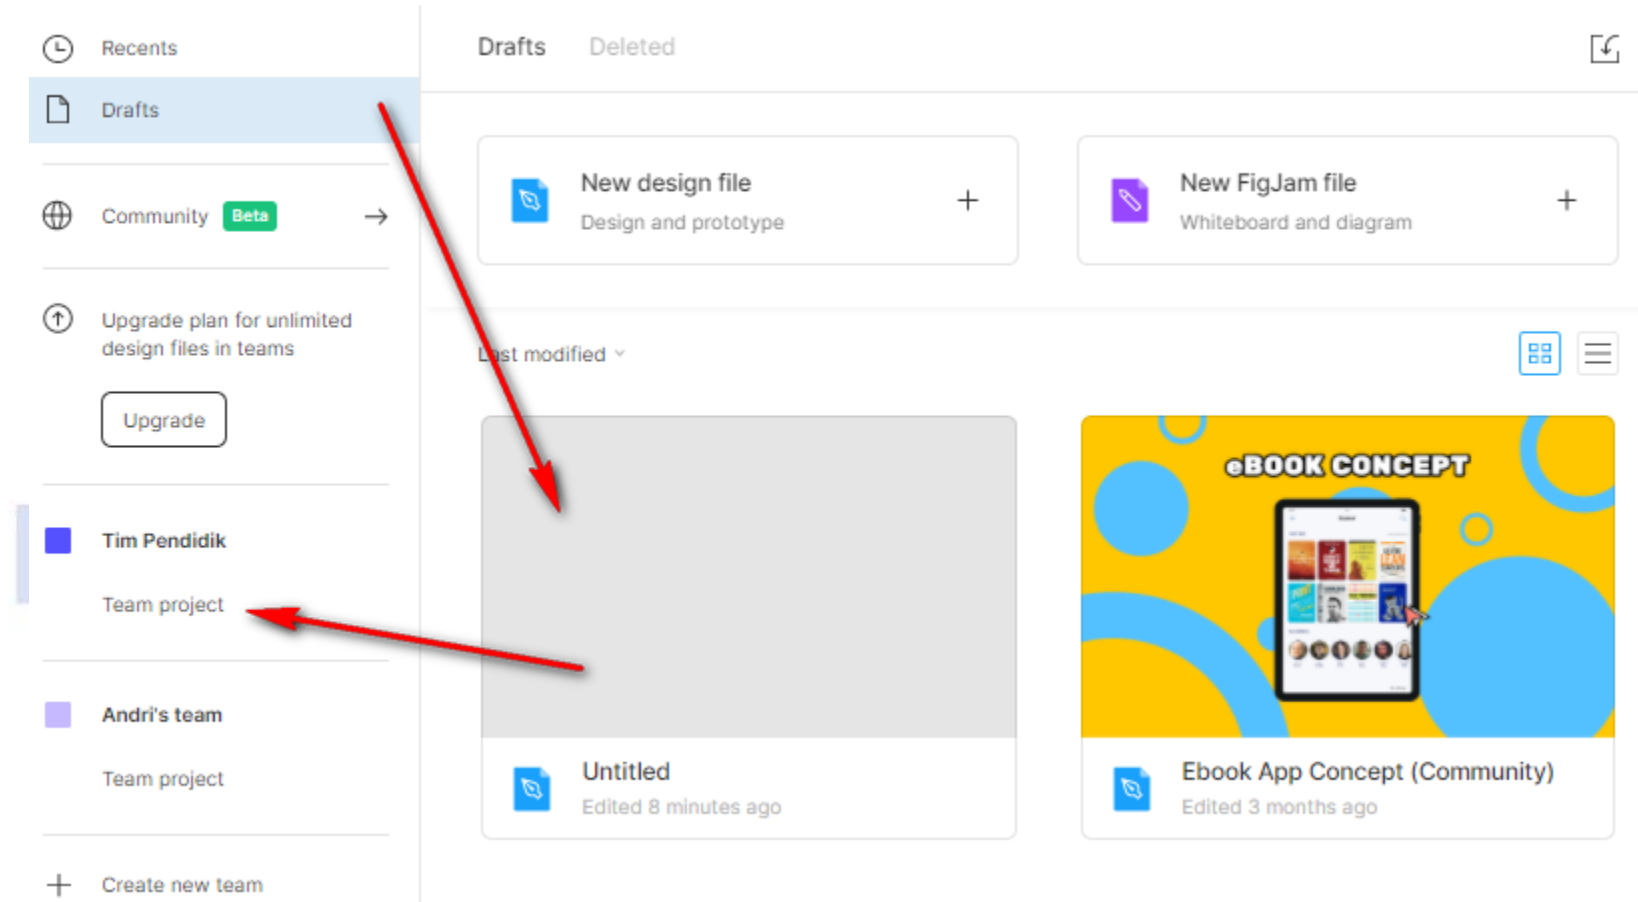 Recents
Drafts
Community Beta
Upgrade plan for unlimited
design files in teams
Upgrade
Tim Pendidik
Team project
Andri's team
Team project
Create new team
Drafts Deleted
New design file
Design and prototype
New FigJam file
Whiteboard and diagram
Last modified
eBOOK CONCEPT
Untitled
Edited 8 minutes ago
Ebook App Concept (Community)
Edited 3 months ago